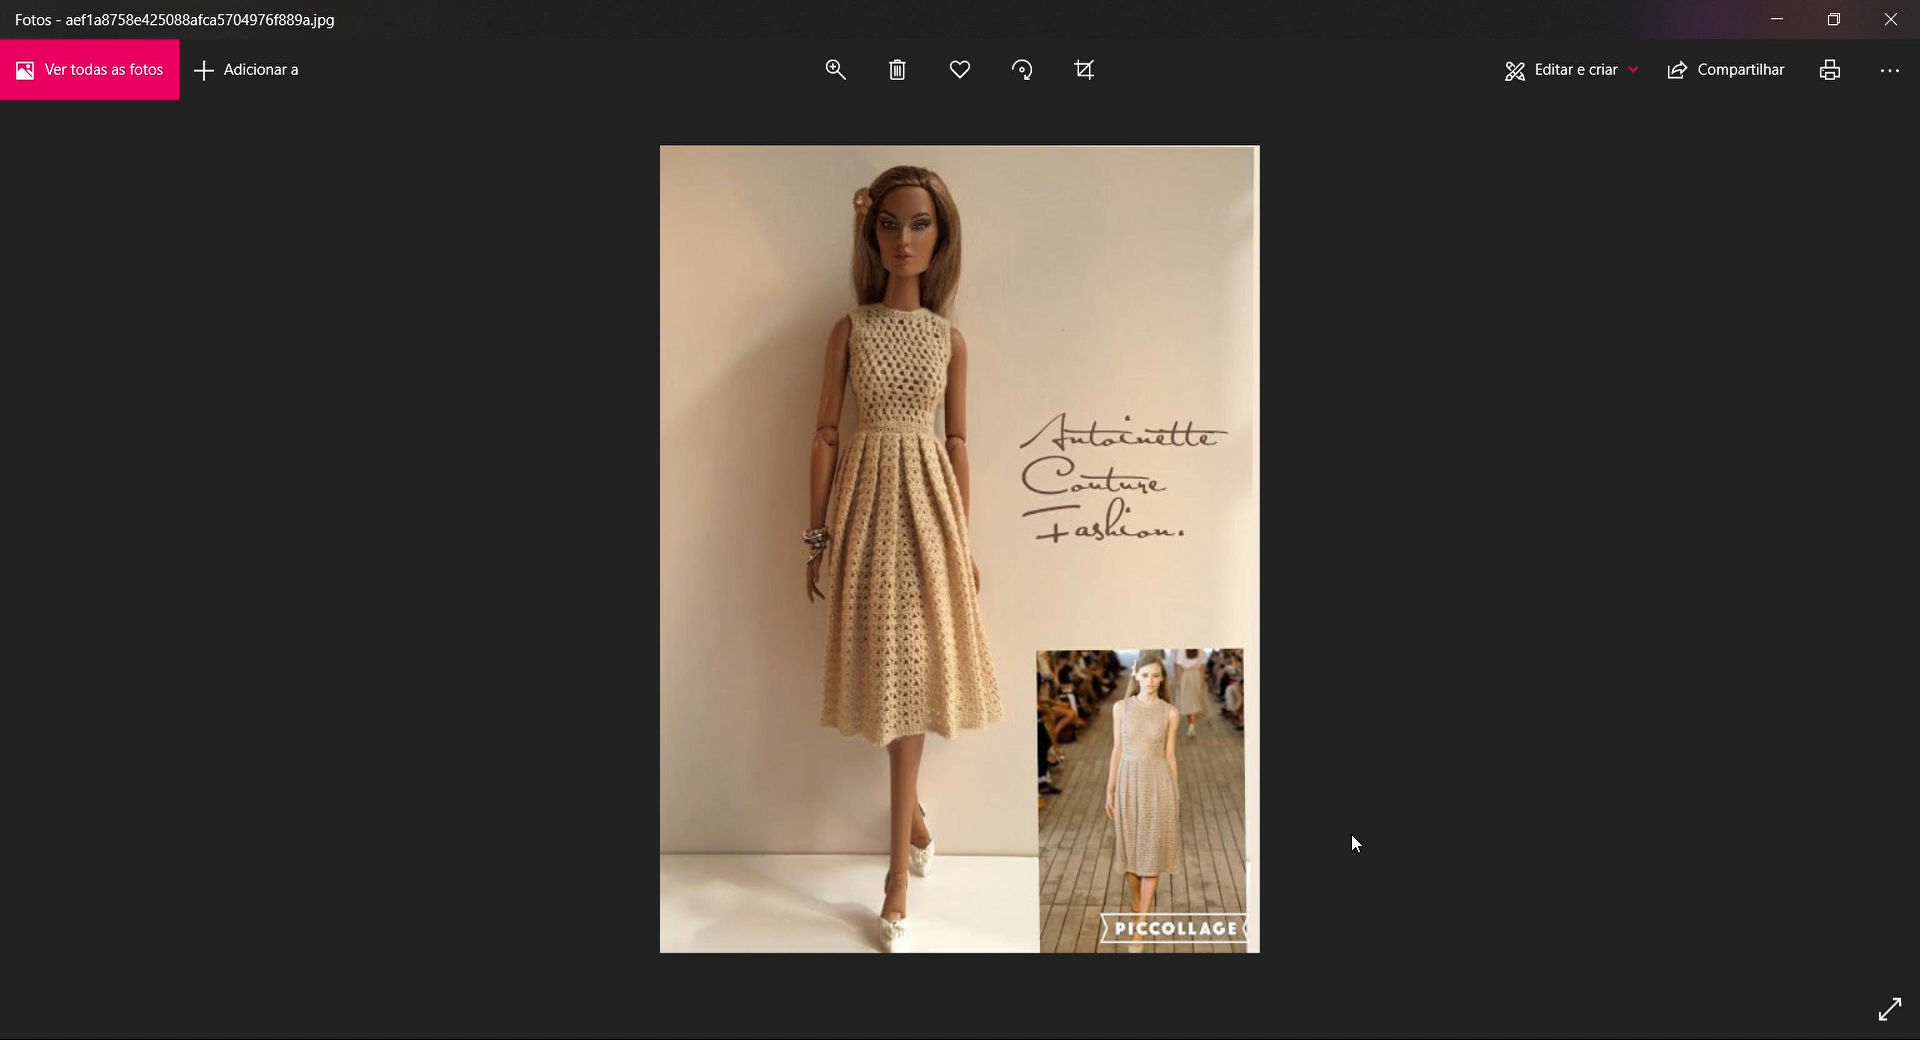 Fotos - aef1a8758e425088afca5704976f889a.jpg
Ver todas as fotos
Adicionar a
Editar e criar
Compartilhar
Antoinette
Couture
Fashion.
PICCOLLAGE